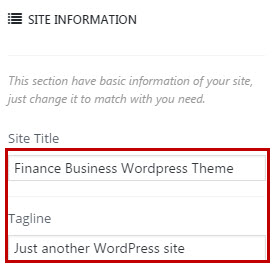 SITE INFORMATION
This section have basic information of your site,
just change it to match with you need.
Site Title
Finance Business Wordpress Theme
Tagline
Just another WordPress site